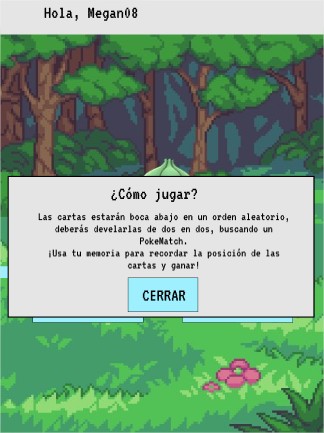 Hola, Megan08
¿Cómo jugar?
Las cartas estarán boca abajo en un orden aleatorio,
deberás develarlas de dos en dos, buscando un
PokeMatch.
¡Usa tu memoria para recordar la posición de las
cartas y ganar!
CERRAR